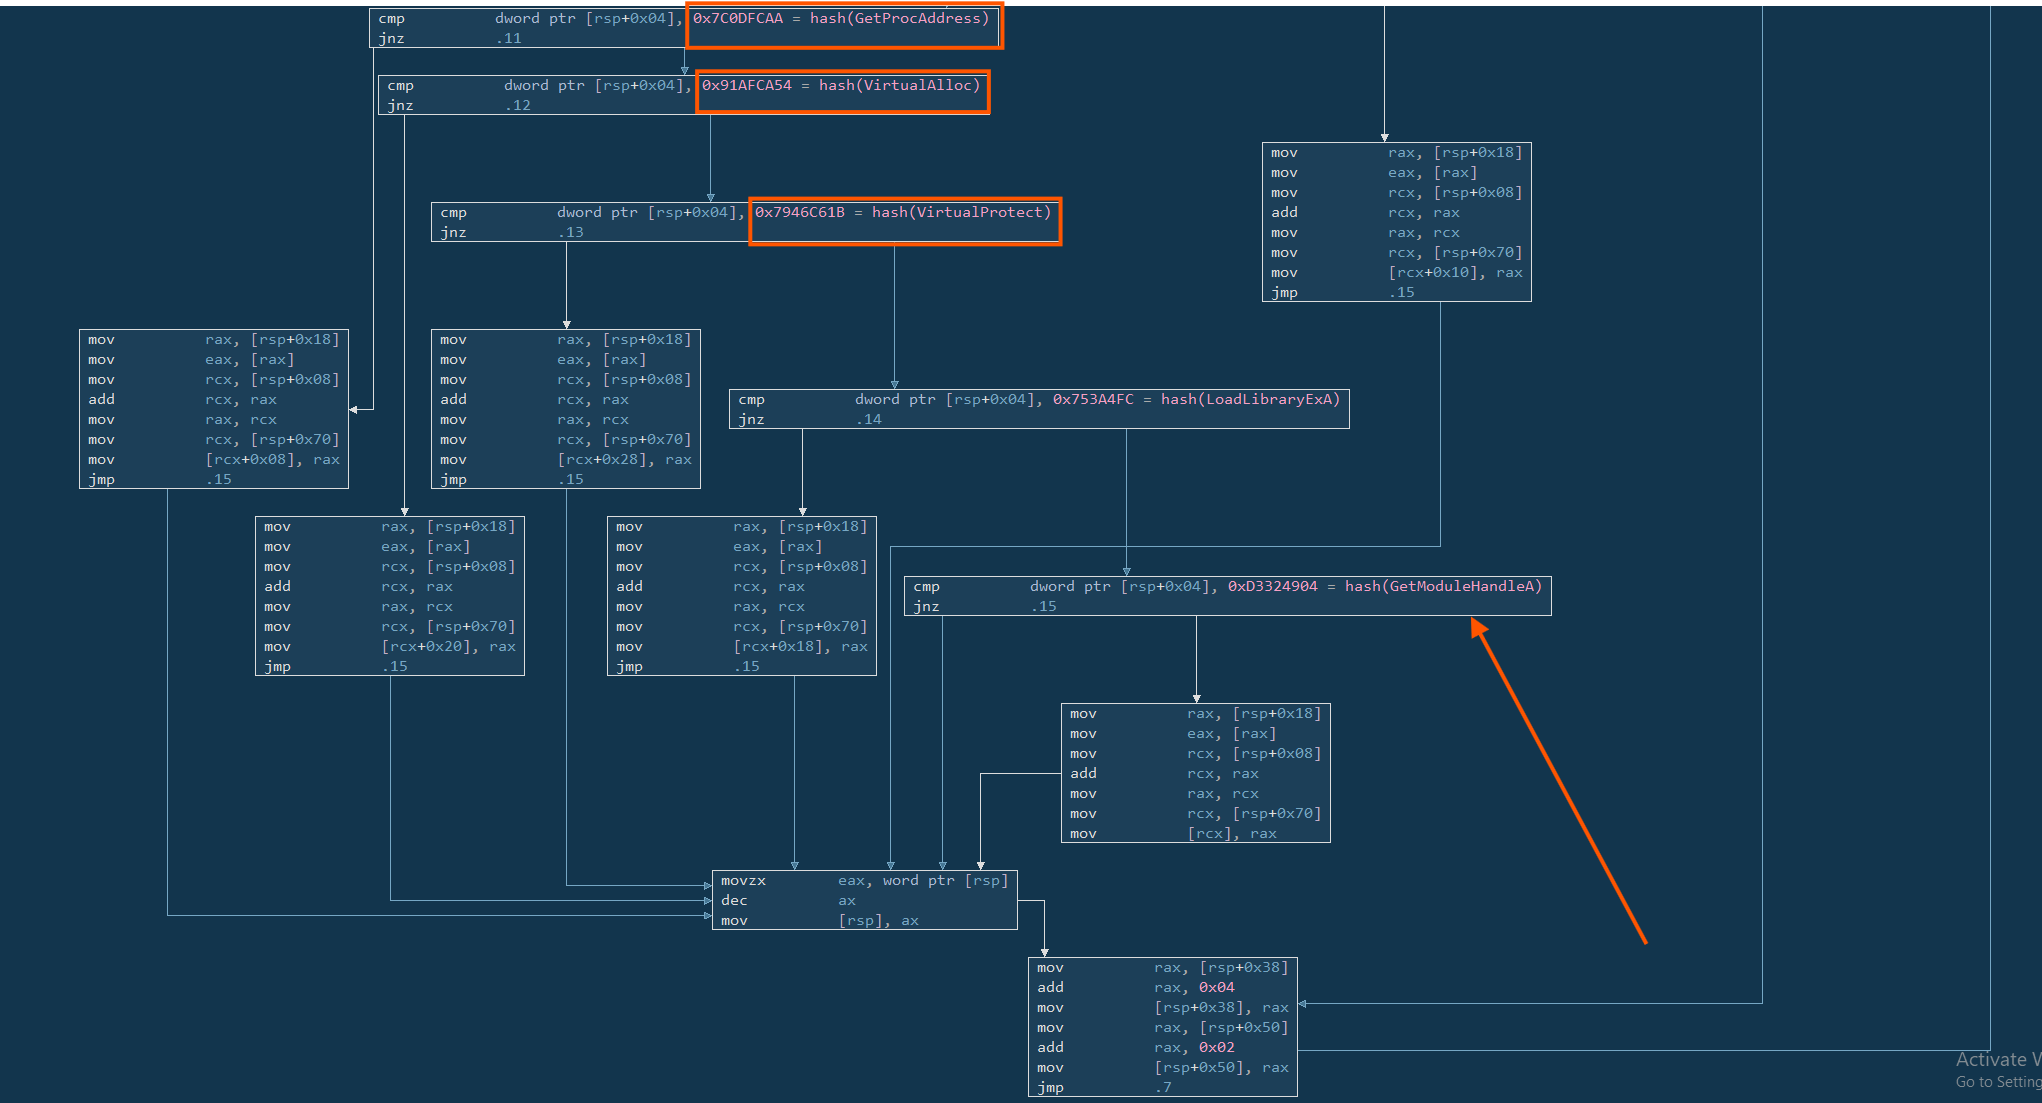 cmp dword ptr [rsp+0x04], 0x7C0DFCAA = hash(GetProcAddress)
jnz .11
cmp dword ptr [rsp+0x04], 0x91AFCA54 = hash(VirtualAlloc)
jnz .12
mov rax, [rsp+0x18]
mov eax, [rax]
mov rcx, [rsp+0x08]
add rcx, rax
mov rax, rcx
mov rcx, [rsp+0x70]
mov [rcx+0x10], rax
jmp .15
cmp dword ptr [rsp+0x04], 0x7946C61B = hash(VirtualProtect)
jnz .13
mov rax, [rsp+0x18]
mov eax, [rax]
mov rcx, [rsp+0x08]
add rcx, rax
mov rax, rcx
mov rcx, [rsp+0x70]
mov [rcx+0x08], rax
jmp .15
mov rax, [rsp+0x18]
mov eax, [rax]
mov rcx, [rsp+0x08]
add rcx, rax
mov rax, rcx
mov rcx, [rsp+0x70]
mov [rcx+0x28], rax
jmp .15
cmp dword ptr [rsp+0x04], 0x753A4FC = hash(LoadLibraryExA)
jnz .14
mov rax, [rsp+0x18]
mov eax, [rax]
mov rcx, [rsp+0x08]
add rcx, rax
mov rax, rcx
mov rcx, [rsp+0x70]
mov [rcx+0x20], rax
jmp .15
mov rax, [rsp+0x18]
mov eax, [rax]
mov rcx, [rsp+0x08]
add rcx, rax
mov rax, rcx
mov rcx, [rsp+0x70]
mov [rcx+0x18], rax
jmp .15
cmp dword ptr [rsp+0x04], 0xD3324904 = hash(GetModuleHandleA)
jnz .15
mov rax, [rsp+0x18]
mov eax, [rax]
mov rcx, [rsp+0x08]
add rcx, rax
mov rax, rcx
mov rcx, [rsp+0x70]
mov [rcx], rax
movzx eax, word ptr [rsp]
dec ax
mov [rsp], ax
mov rax, [rsp+0x38]
add rax, 0x04
mov [rsp+0x38], rax
mov rax, [rsp+0x50]
add rax, 0x02
mov [rsp+0x50], rax
jmp .7
Activate W
Go to Setting